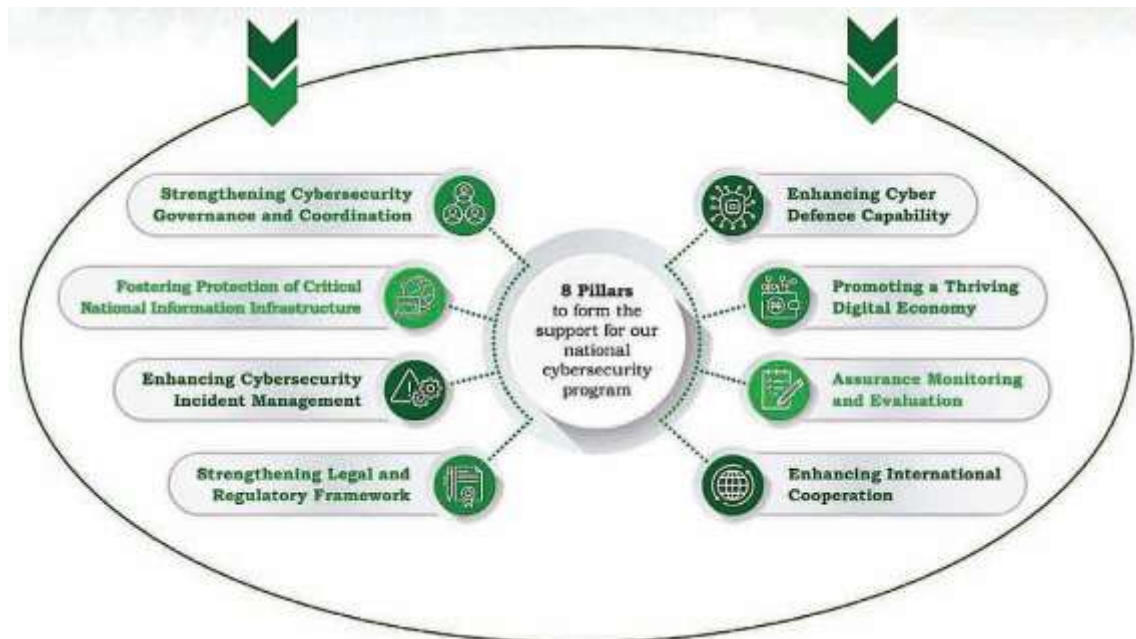 Strengthening Cybersecurity
Governance and Coordination
Fostering Protection of Critical
National Information Infrastructure
Enhancing Cybersecurity
Incident Management
Strengthening Legal and
Regulatory Framework
8 Pillars
to form the
support for our
national
cybersecurity
program
Enhancing Cyber
Defence Capability
Promoting a Thriving
Digital Economy
Assurance Monitoring
and Evaluation
Enhancing International
Cooperation